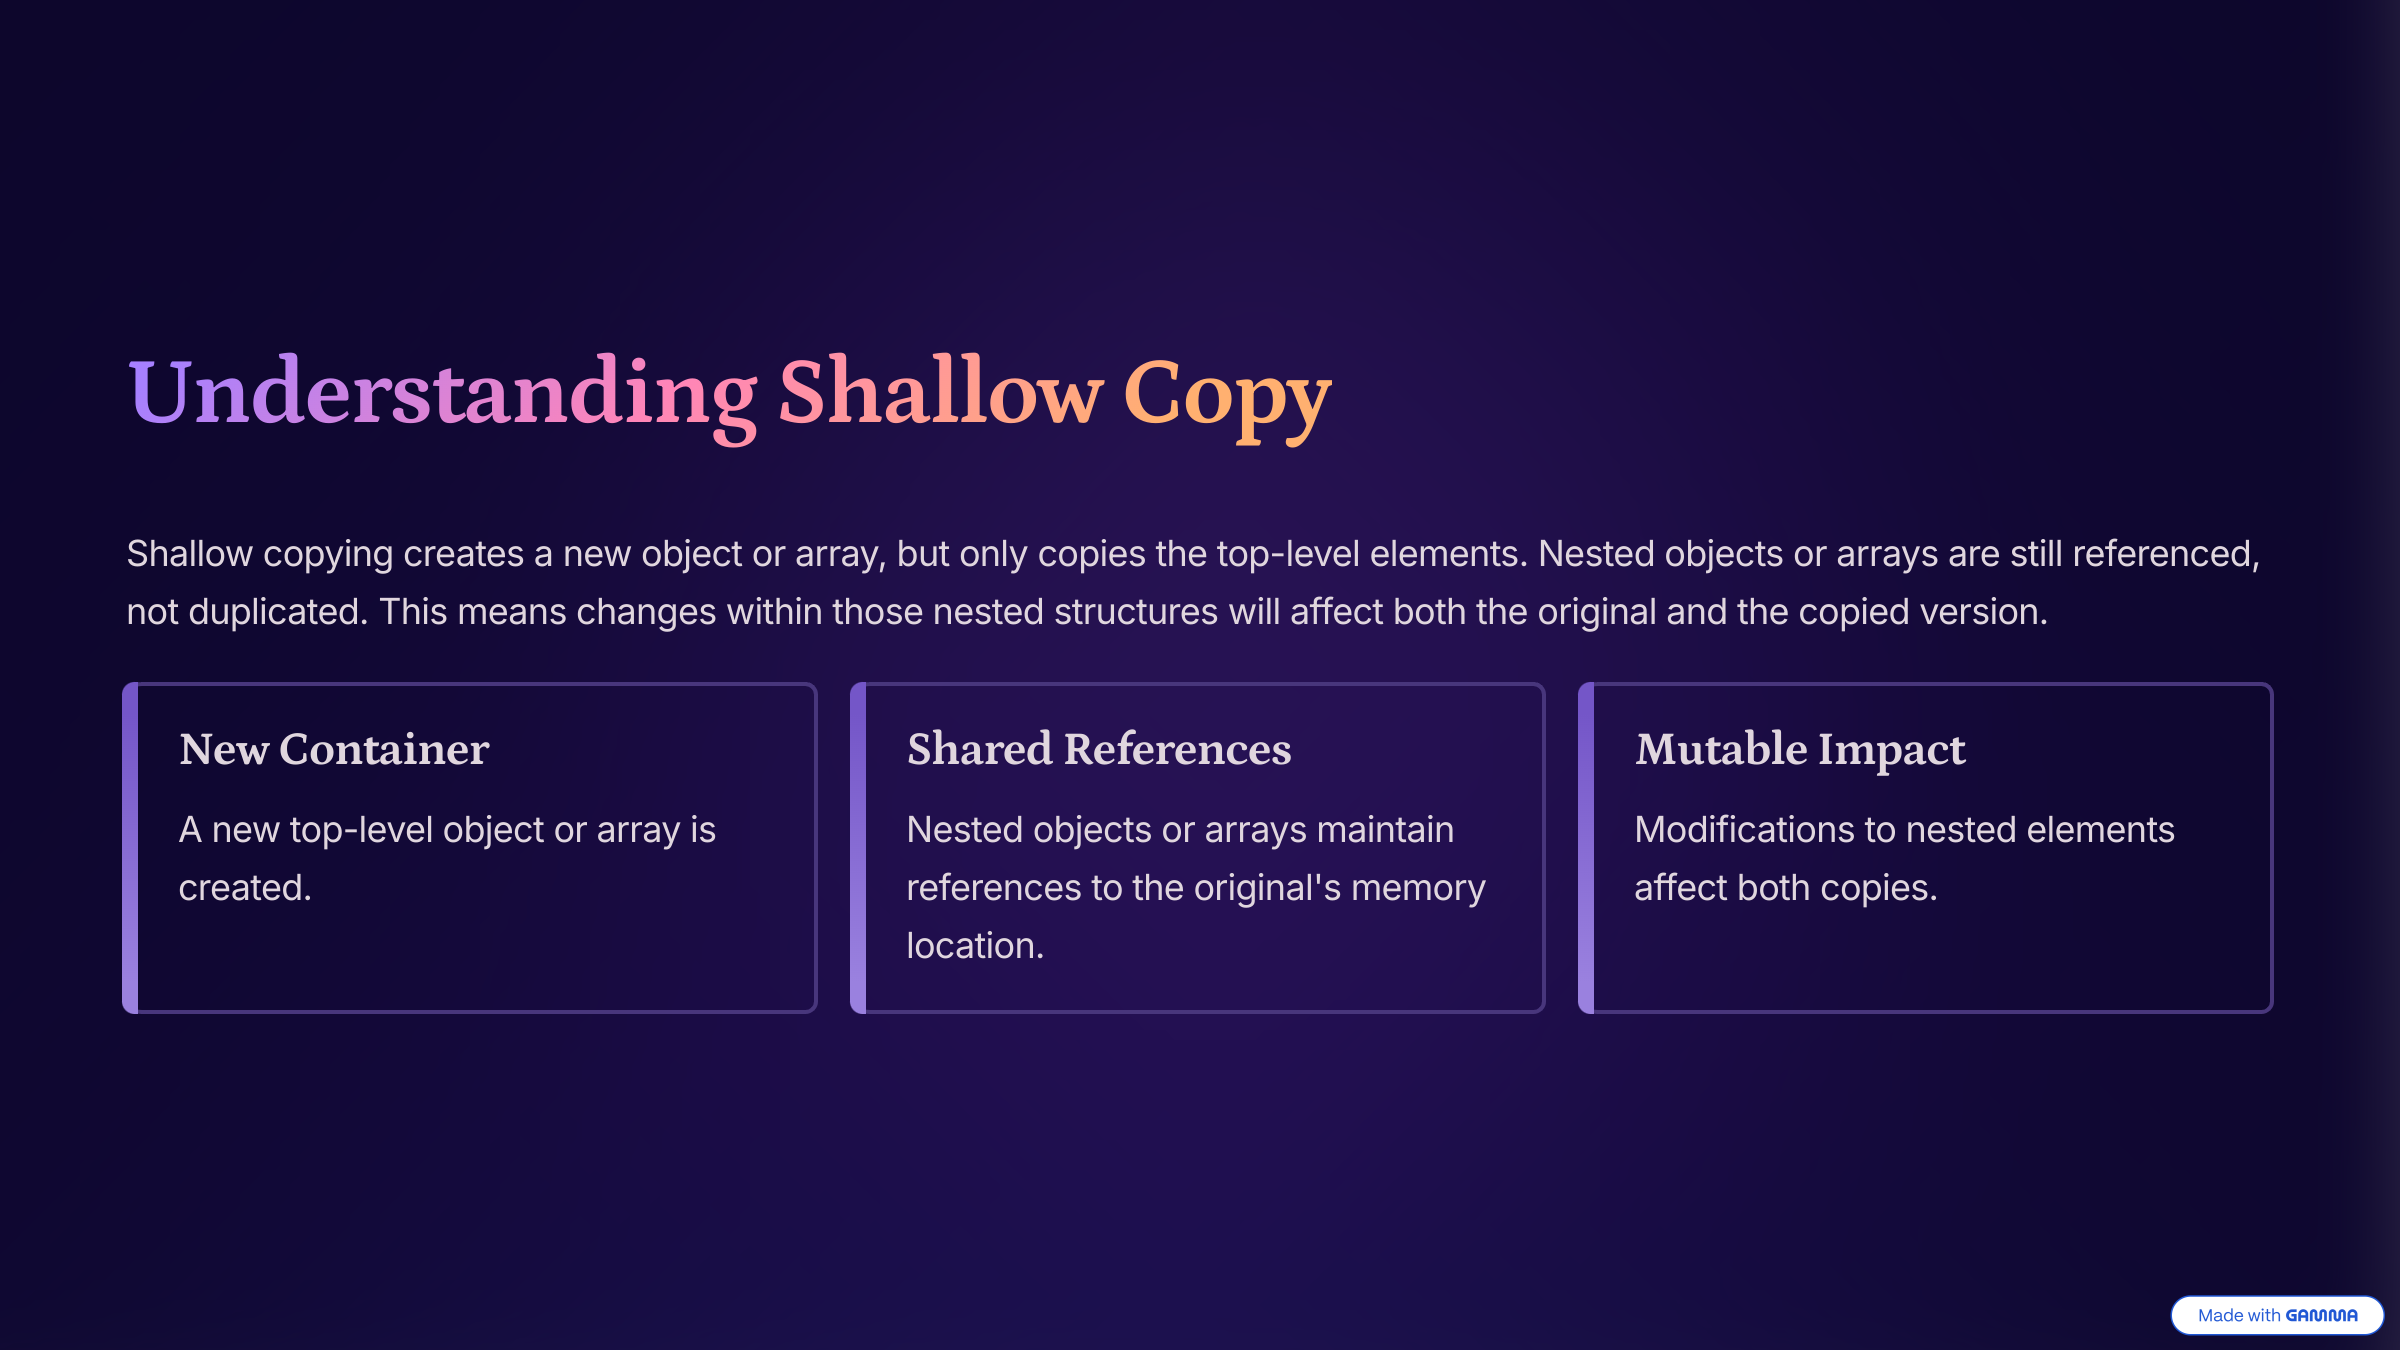 Understanding Shallow Copy
Shallow copying creates a new object or array, but only copies the top-level elements. Nested objects or arrays are still referenced,
not duplicated. This means changes within those nested structures will affect both the original and the copied version.
New Container
A new top-level object or array is
created.
Shared References
Nested objects or arrays maintain
references to the original's memory
location.
Mutable Impact
Modifications to nested elements
affect both copies.
Made with GAMMA